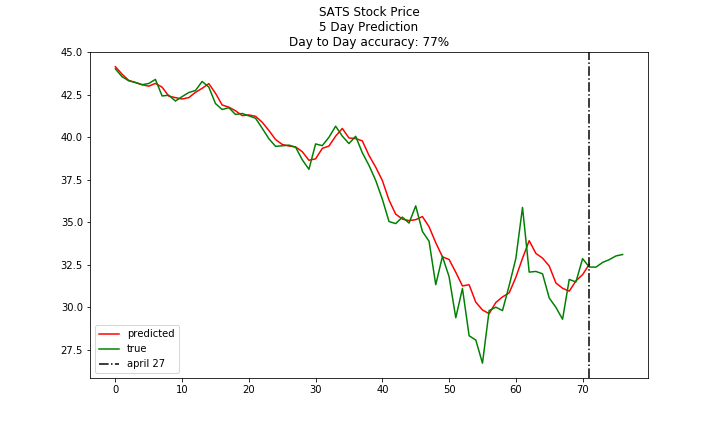 SATS Stock Price
5 Day Prediction
Day to Day accuracy: 77%
45.0
42.5
40.0
37.5
35.0
32.5
30.0
27.5
predicted
true
april 27
0 10 20 30 40 50 60 70